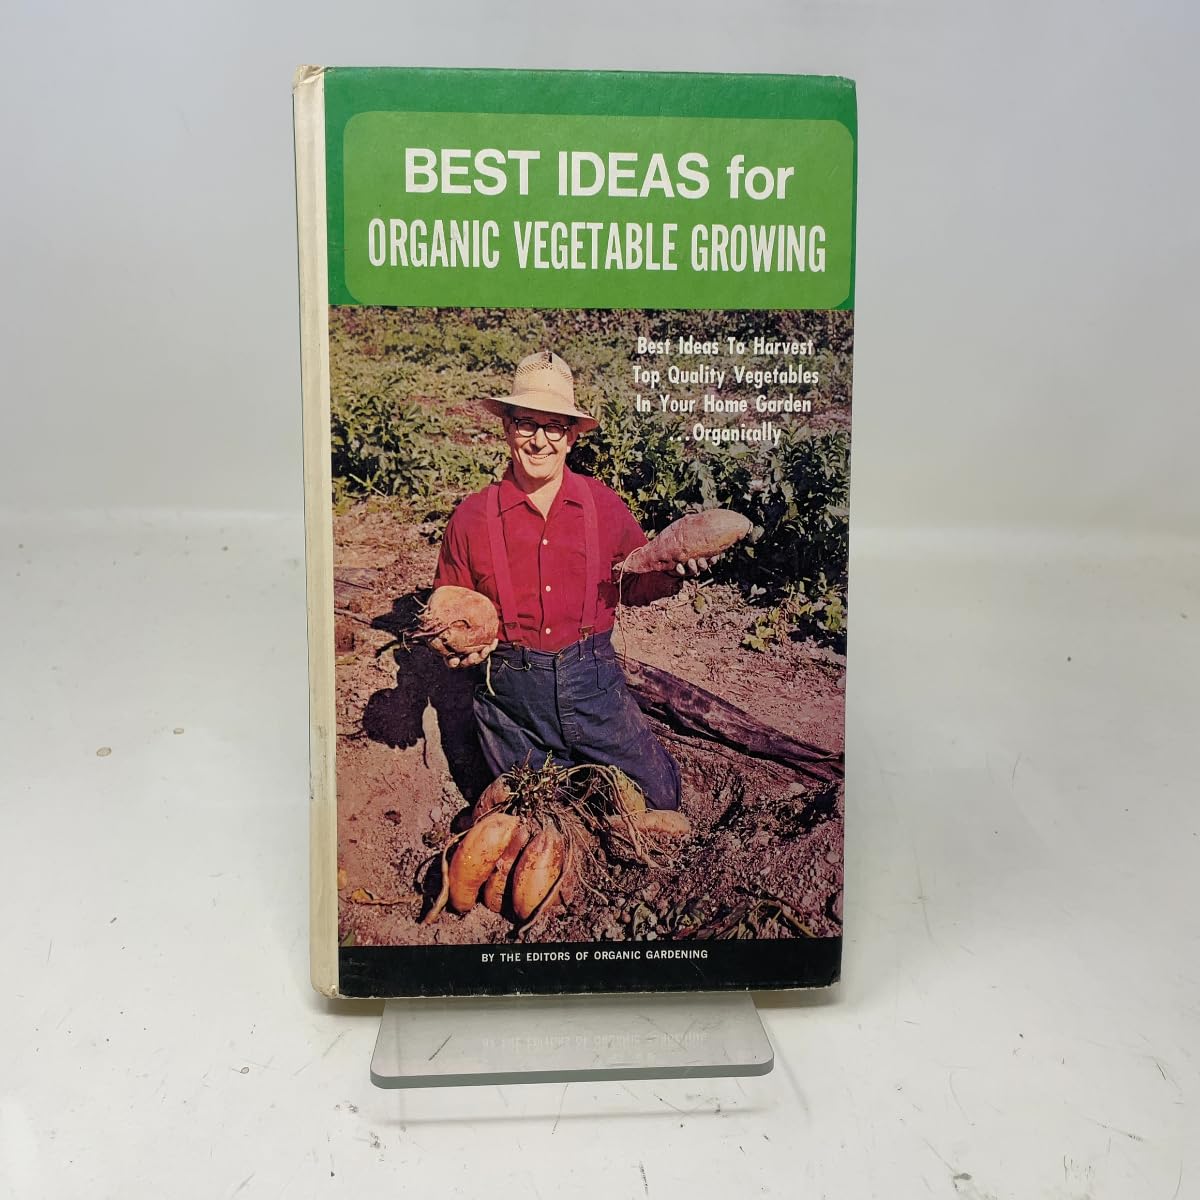 BEST IDEAS for
ORGANIC VEGETABLE GROWING
Best Ideas To Harvest
Top Quality Vegetables
In Your Home Garden
...Organically
BY THE EDITORS OF ORGANIC GARDENING